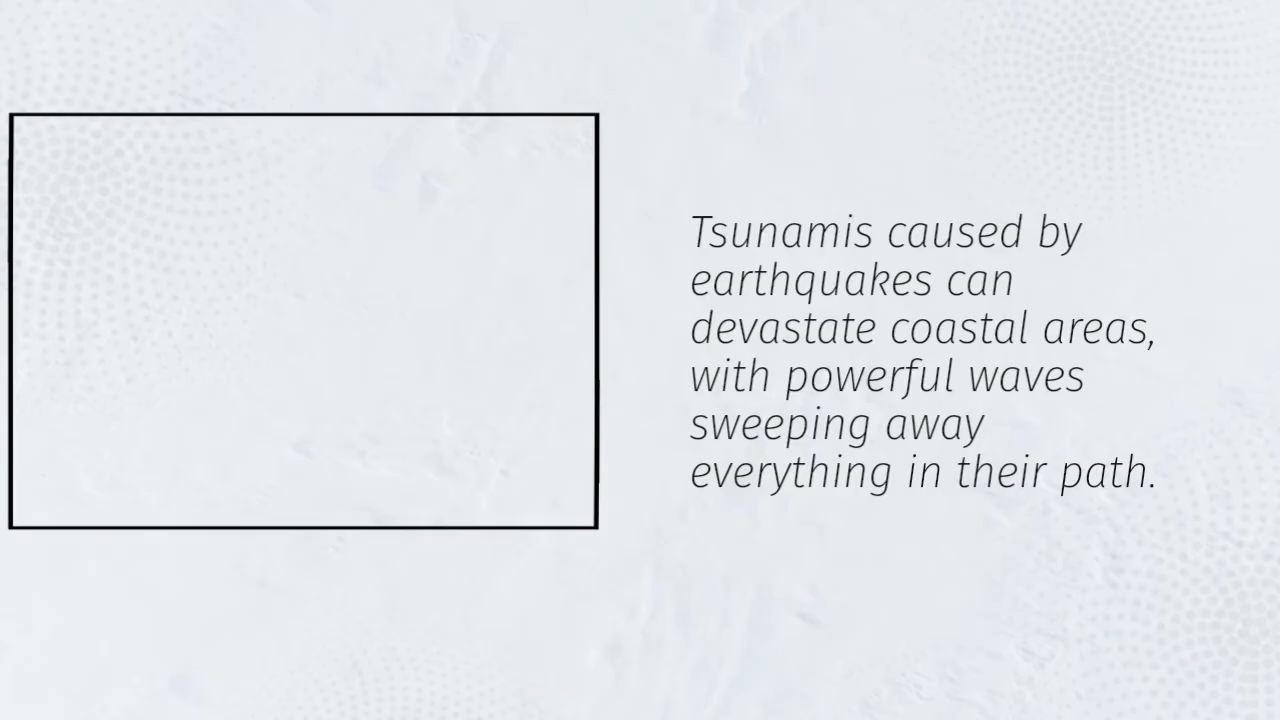 Tsunamis caused by
earthquakes can
devastate coastal areas,
with powerful waves
sweeping away
everything in their path.